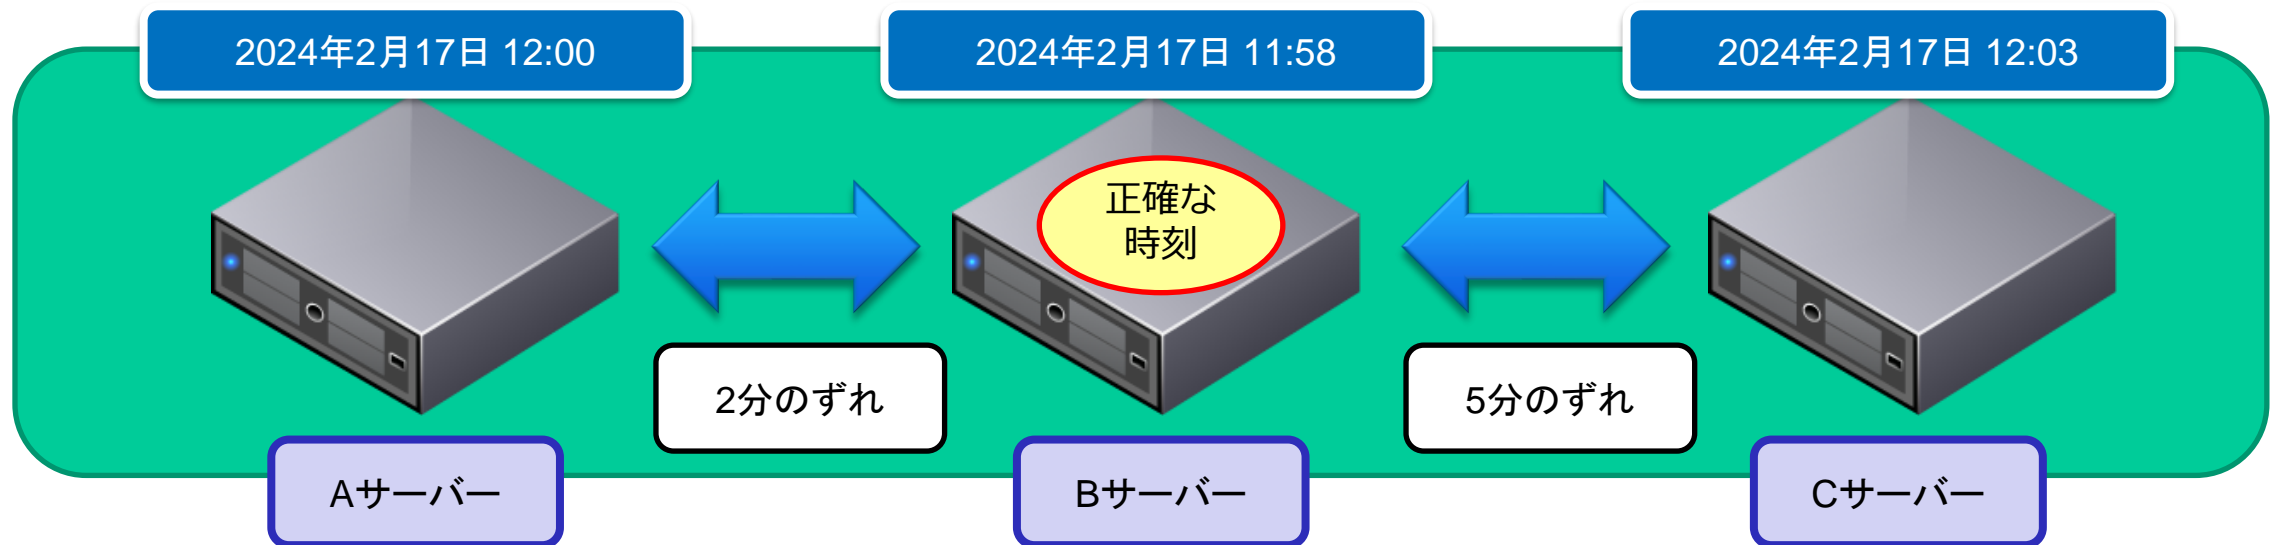 2024年2月17日 12:00
2024年2月17日 11:58
2024年2月17日 12:03
正確な
時刻
2分のずれ
5分のずれ
Aサーバー
Bサーバー
Cサーバー